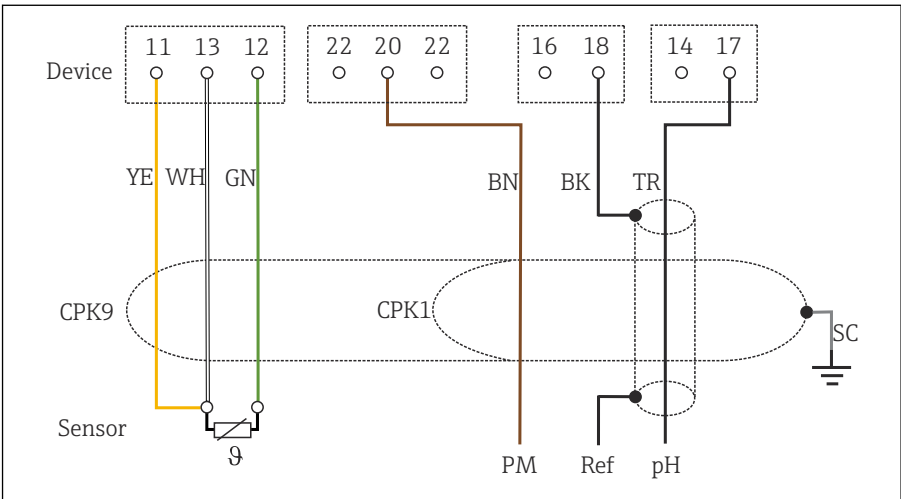 11 13 12 22 20 22 16 18 14 17
Device
YE WH GN BN BK TR
CPK9 CPK1 SC
Sensor
ϑ PM Ref pH